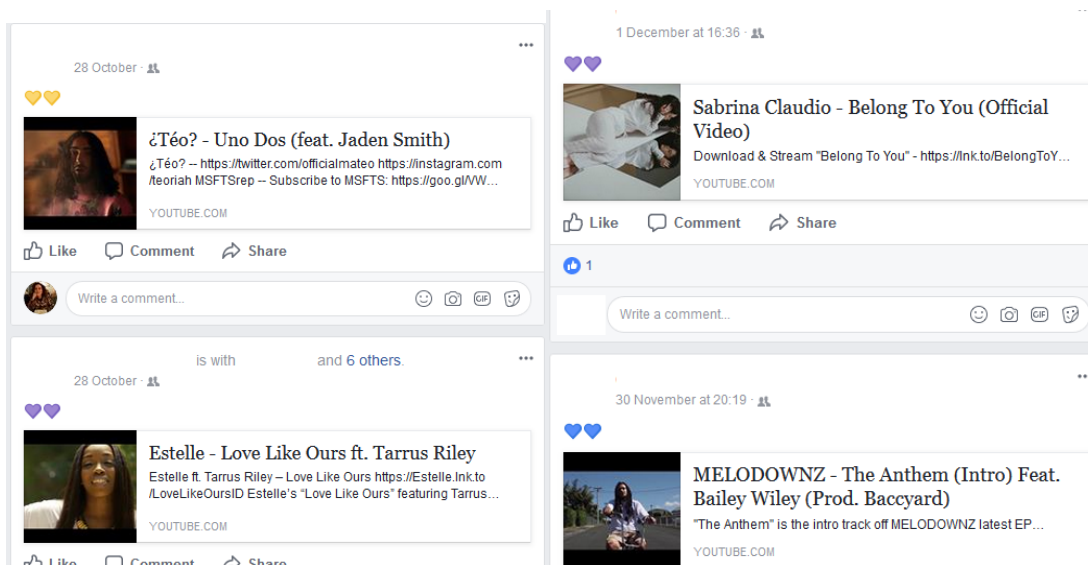 28 October
¿Téo? - Uno Dos (feat. Jaden Smith)
¿Téo? -- https://twitter.com/officialmateo https://instagram.com
/teoriah MSFTSrep -- Subscribe to MSFTS: https://goo.gl/VW...
YOUTUBE.COM
Like Comment Share
Write a comment...
GIF
is with and 6 others.
28 October
Estelle - Love Like Ours ft. Tarrus Riley
Estelle ft. Tarrus Riley – Love Like Ours https://Estelle.lnk.to
/LoveLikeOursID Estelle's “Love Like Ours” featuring Tarrus...
YOUTUBE.COM
Like Comment Share
1 December at 16:36
Sabrina Claudio - Belong To You (Official
Video)
Download & Stream "Belong To You" - https://lnk.to/BelongToY...
YOUTUBE.COM
Like Comment Share
1
Write a comment...
GIF
30 November at 20:19
MELODOWNZ - The Anthem (Intro) Feat.
Bailey Wiley (Prod. Baccyard)
"The Anthem" is the intro track off MELODOWNZ latest EP...
YOUTUBE.COM